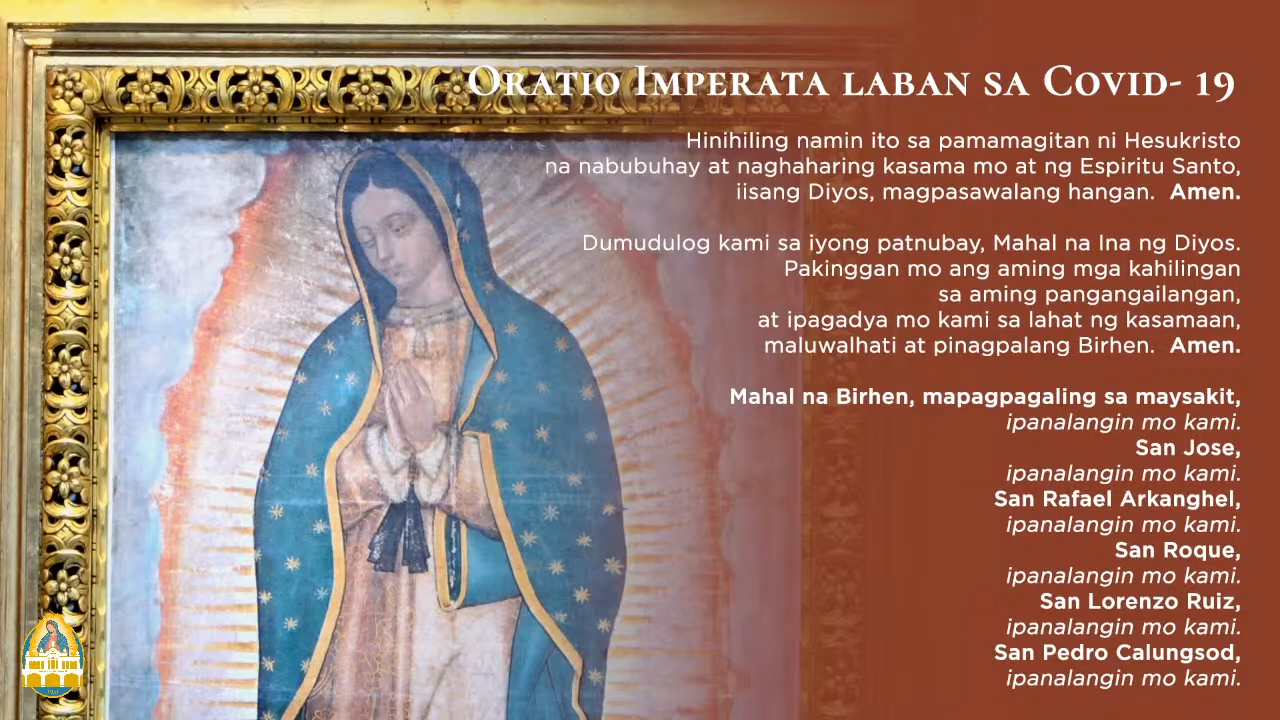 Oratio Imperata laban sa Covid- 19
Hinihiling namin ito sa pamamagitan ni Hesukristo
na nabubuhay at naghaharing kasama mo at ng Espiritu Santo,
iisang Diyos, magpasawalang hangan. Amen.
Dumudulog kami sa iyong patnubay, Mahal na Ina ng Diyos.
Pakinggan mo ang aming mga kahilingan
sa aming pangangailangan,
at ipagadya mo kami sa lahat ng kasamaan,
maluwalhati at pinagpalang Birhen. Amen.
Mahal na Birhen, mapagpagaling sa maysakit,
ipanalangin mo kami.
San Jose,
ipanalangin mo kami.
San Rafael Arkanghel,
ipanalangin mo kami.
San Roque,
ipanalangin mo kami.
San Lorenzo Ruiz,
ipanalangin mo kami.
San Pedro Calungsod,
ipanalangin mo kami.